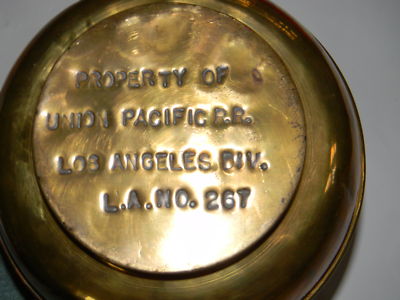 PROPERTY OF
UNION PACIFIC R.R.
LOS ANGELES DIV.
L.A. NO. 267